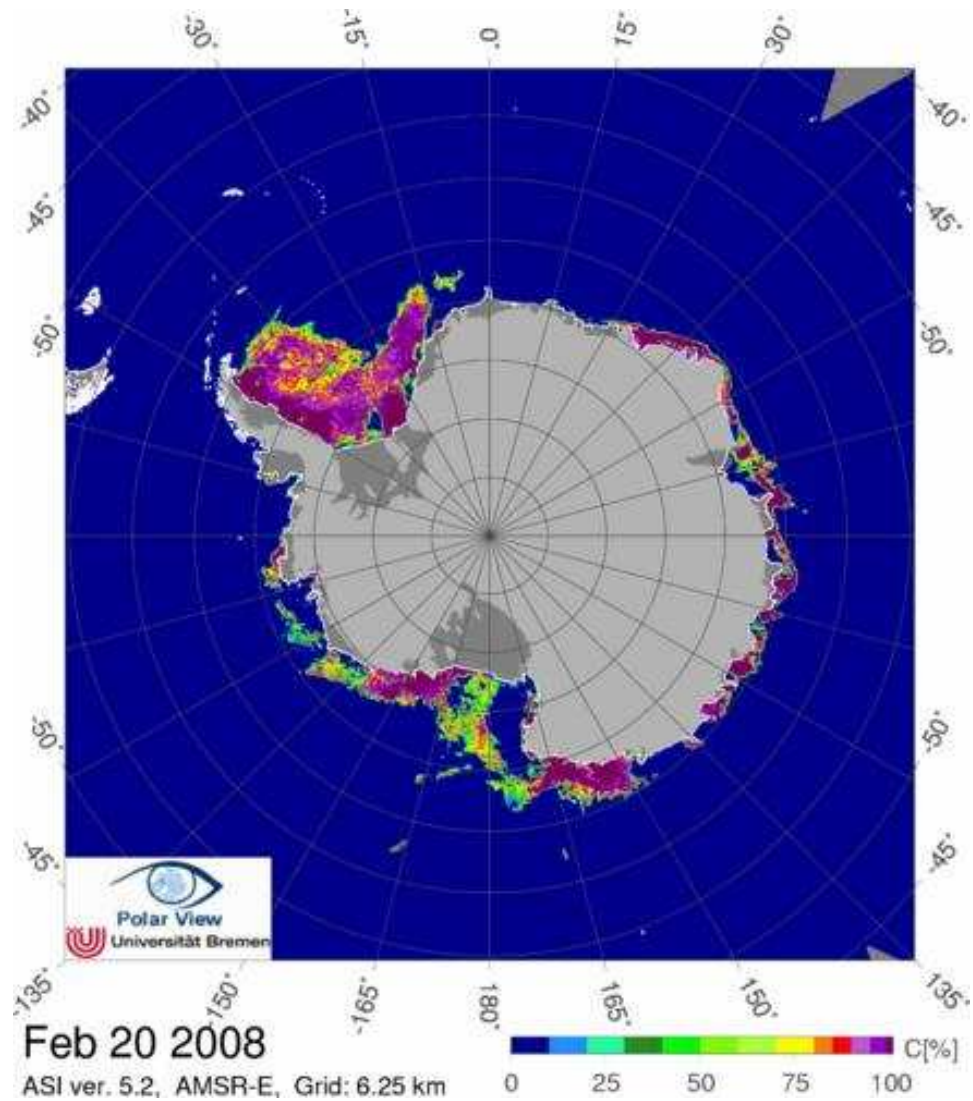 -30° -15° 0° 15° 30°
-40° -40°
-45° -45°
-50° -50°
-50° -50°
-45° -45°
Polar View
Universität Bremen
-135° 150° -165° 180° 165° 150° 135°
Feb 20 2008
C[%]
0 25 50 75 100
ASI ver. 5.2, AMSR-E, Grid: 6.25 km